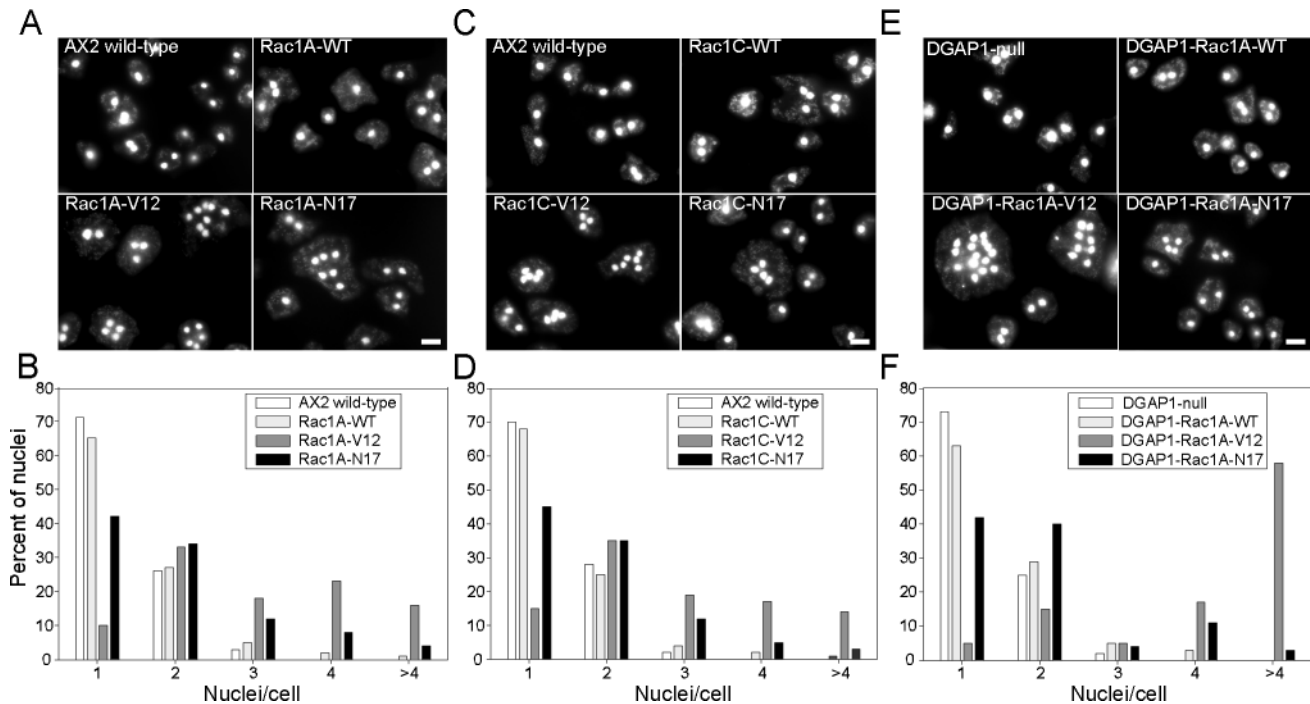 A
AX2 wild-type
Rac1A-WT
Rac1A-V12
Rac1A-N17
C
AX2 wild-type
Rac1C-WT
Rac1C-V12
Rac1C-N17
E
DGAP1-null
DGAP1-Rac1A-WT
DGAP1-Rac1A-V12
DGAP1-Rac1A-N17
B
Percent of nuclei
80
70
60
50
40
30
20
10
0
AX2 wild-type
Rac1A-WT
Rac1A-V12
Rac1A-N17
1 2 3 4 >4
Nuclei/cell
D
80
70
60
50
40
30
20
10
0
AX2 wild-type
Rac1C-WT
Rac1C-V12
Rac1C-N17
1 2 3 4 >4
Nuclei/cell
F
80
70
60
50
40
30
20
10
0
DGAP1-null
DGAP1-Rac1A-WT
DGAP1-Rac1A-V12
DGAP1-Rac1A-N17
1 2 3 4 >4
Nuclei/cell